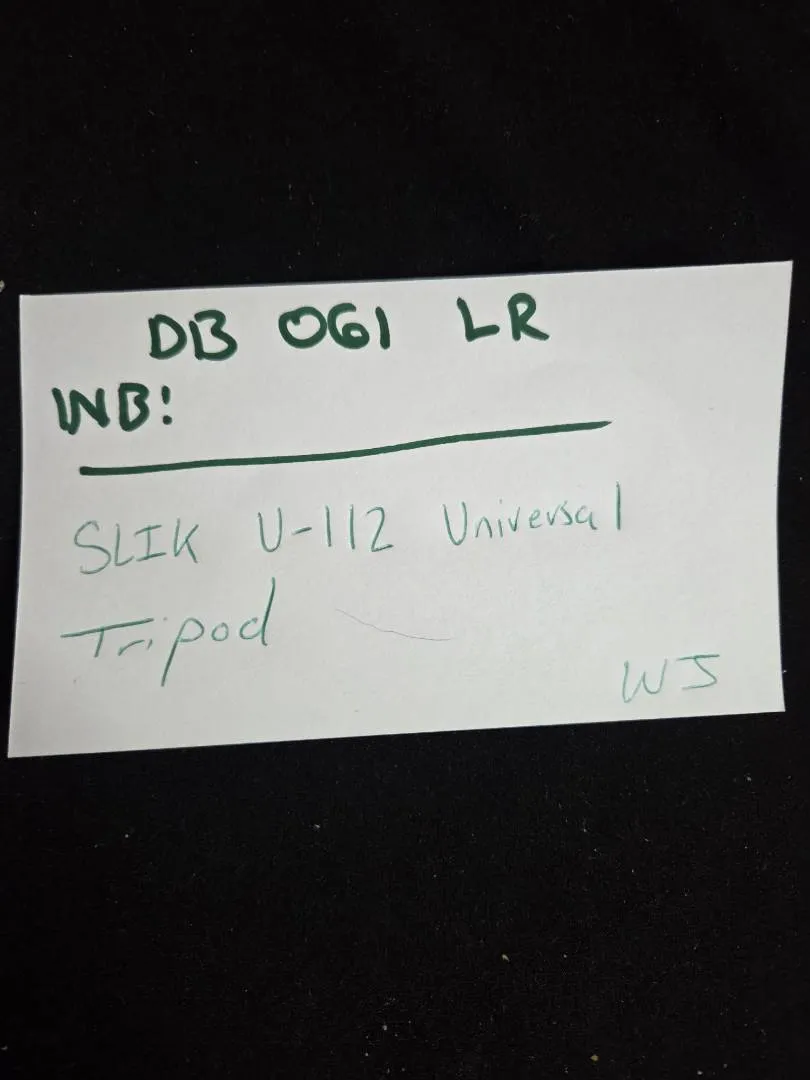 DB 061 LR
WB!
SLIK U-112 Universal
Tripod
WJ